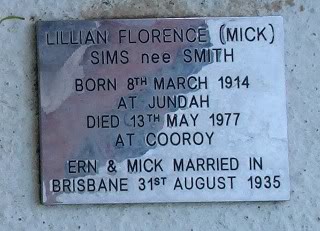 LILLIAN FLORENCE (MICK)
SIMS nee SMITH
BORN 8TH MARCH 1914
AT JUNDAH
DIED 13TH MAY 1977
AT COOROY
ERN & MICK MARRIED IN
BRISBANE 31ST AUGUST 1935